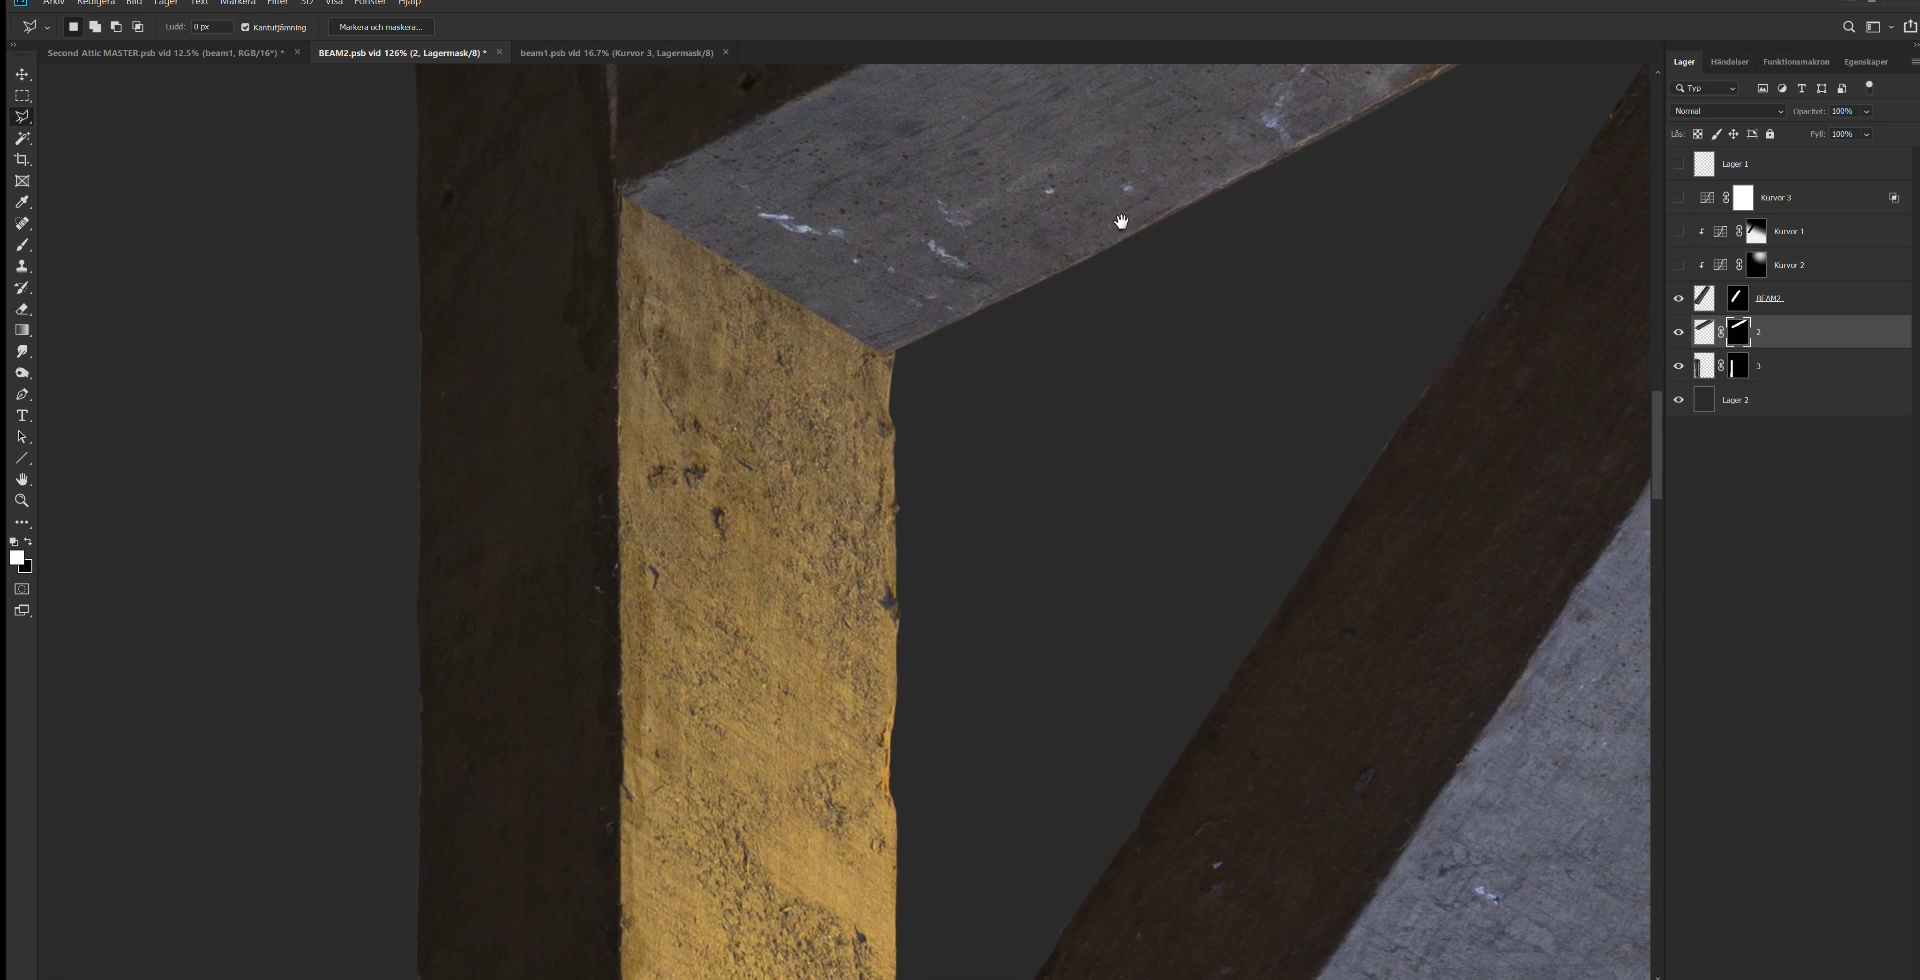 Arkiv Redigera Bild Lager Text Markera Filter 3D Visa Fönster Hjälp
Ludd: 0 px Kantutjämning Markera och maskera...
Second Attic MASTER.psb vid 12.5% (beam1, RGB/16*) * BEAM2.psb vid 126% (2, Lagermask/8) * beam1.psb vid 16.7% (Kurvor 3, Lagermask/8)
Lager Händelser Funktionsmakron Egenskaper
Typ
Normal Opacitet: 100%
Lås: Fyll: 100%
Lager 1
Kurvor 3
Kurvor 1
Kurvor 2
BEAM2
2
3
Lager 2